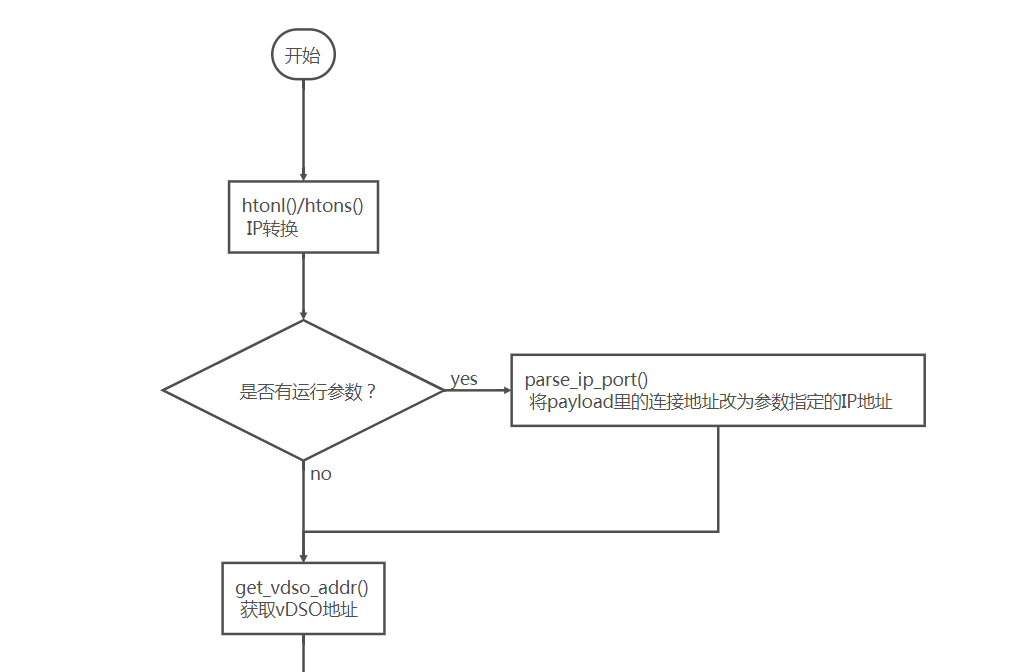 开始
htonl()/htons()
IP转换
是否有运行参数？
yes
parse_ip_port()
将payload里的连接地址改为参数指定的IP地址
no
get_vdso_addr()
获取vDSO地址